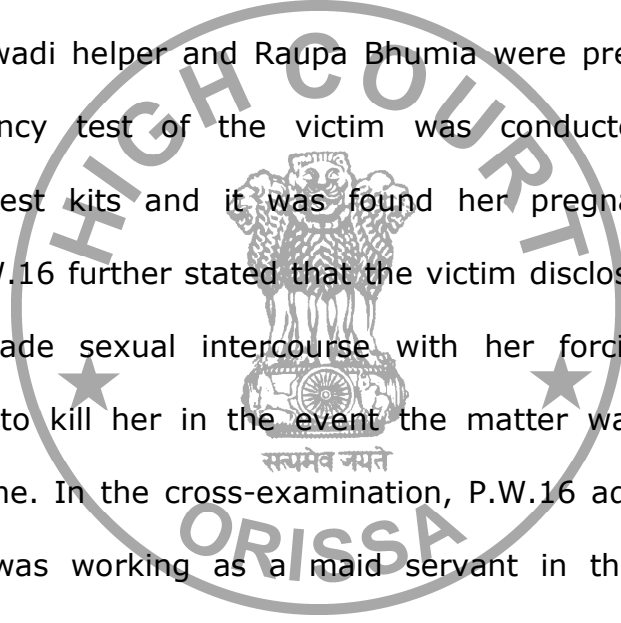 wadi helper and Raupa Bhumia were pre
ncy test of the victim was conducte
est kits and it was found her pregna
W.16 further stated that the victim disclos
ade sexual intercourse with her forci
to kill her in the event the matter wa
ne. In the cross-examination, P.W.16 ad
was working as a maid servant in th
HIGH COURT
सत्यमेव जयते
ORISSA